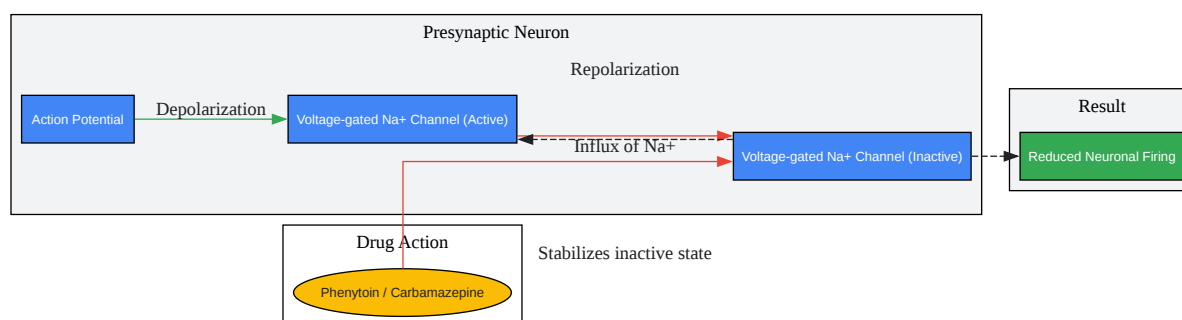 Presynaptic Neuron
Repolarization
Action Potential
Depolarization
Voltage-gated Na+ Channel (Active)
Influx of Na+
Voltage-gated Na+ Channel (Inactive)
Result
Reduced Neuronal Firing
Drug Action
Stabilizes inactive state
Phenytoin / Carbamazepine